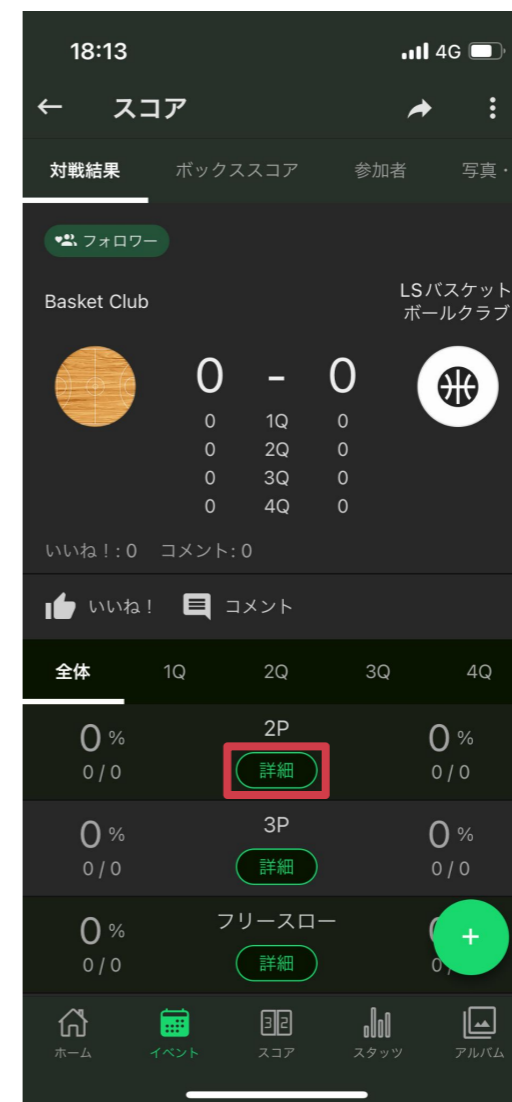 18:13 4G
スコア
対戦結果 ボックススコア 参加者 写真・
フォロワー
Basket Club
LSバスケット
ボールクラブ
0 - 0
0 1Q 0
0 2Q 0
0 3Q 0
0 4Q 0
いいね！: 0 コメント: 0
いいね！ コメント
全体 1Q 2Q 3Q 4Q
0 % 2P 0 %
0 / 0 詳細 0 / 0
0 % 3P 0 %
0 / 0 詳細 0 / 0
0 % フリースロー
0 / 0 詳細
+
ホーム イベント スコア スタッツ アルバム